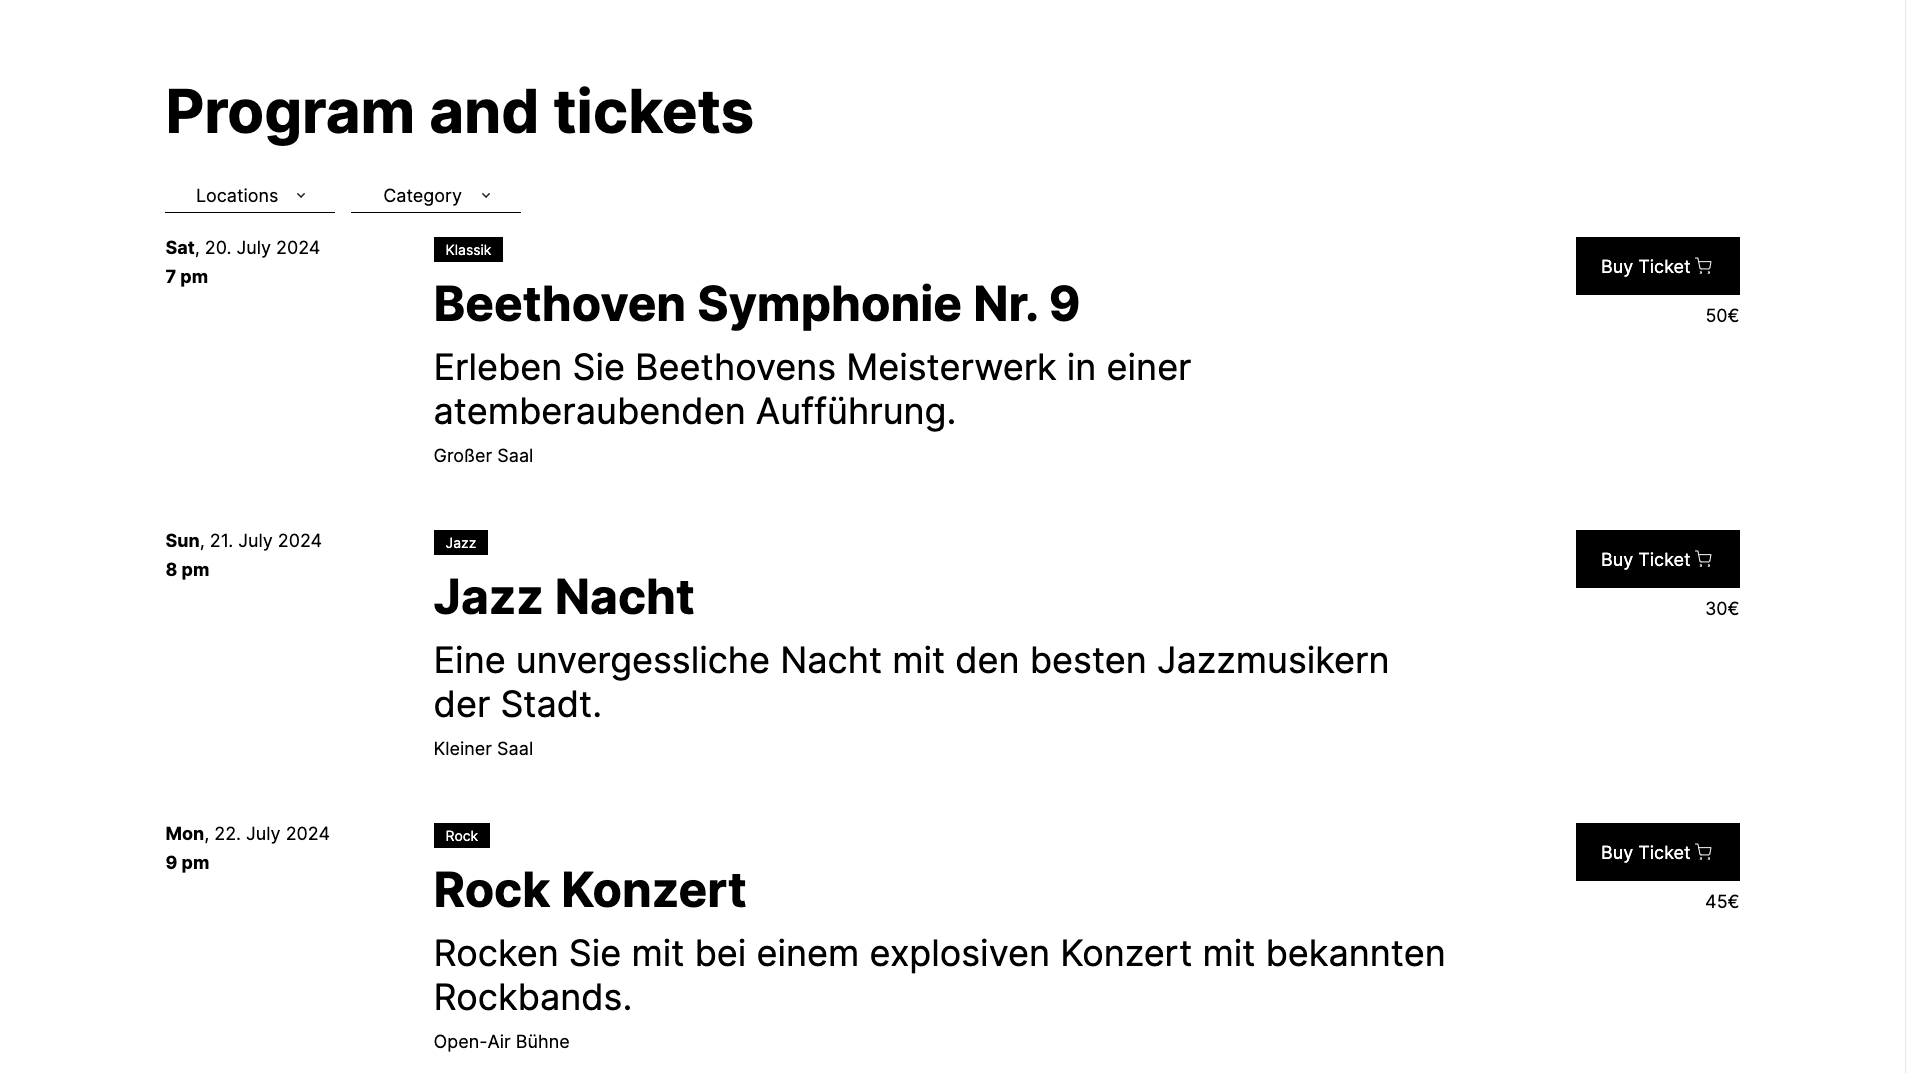 Program and tickets
Locations
Category
Sat, 20. July 2024
7 pm
Klassik
Beethoven Symphonie Nr. 9
Erleben Sie Beethovens Meisterwerk in einer
atemberaubenden Aufführung.
Großer Saal
Buy Ticket
50€
Sun, 21. July 2024
8 pm
Jazz
Jazz Nacht
Eine unvergessliche Nacht mit den besten Jazzmusikern
der Stadt.
Kleiner Saal
Buy Ticket
30€
Mon, 22. July 2024
9 pm
Rock
Rock Konzert
Rocken Sie mit bei einem explosiven Konzert mit bekannten
Rockbands.
Open-Air Bühne
Buy Ticket
45€